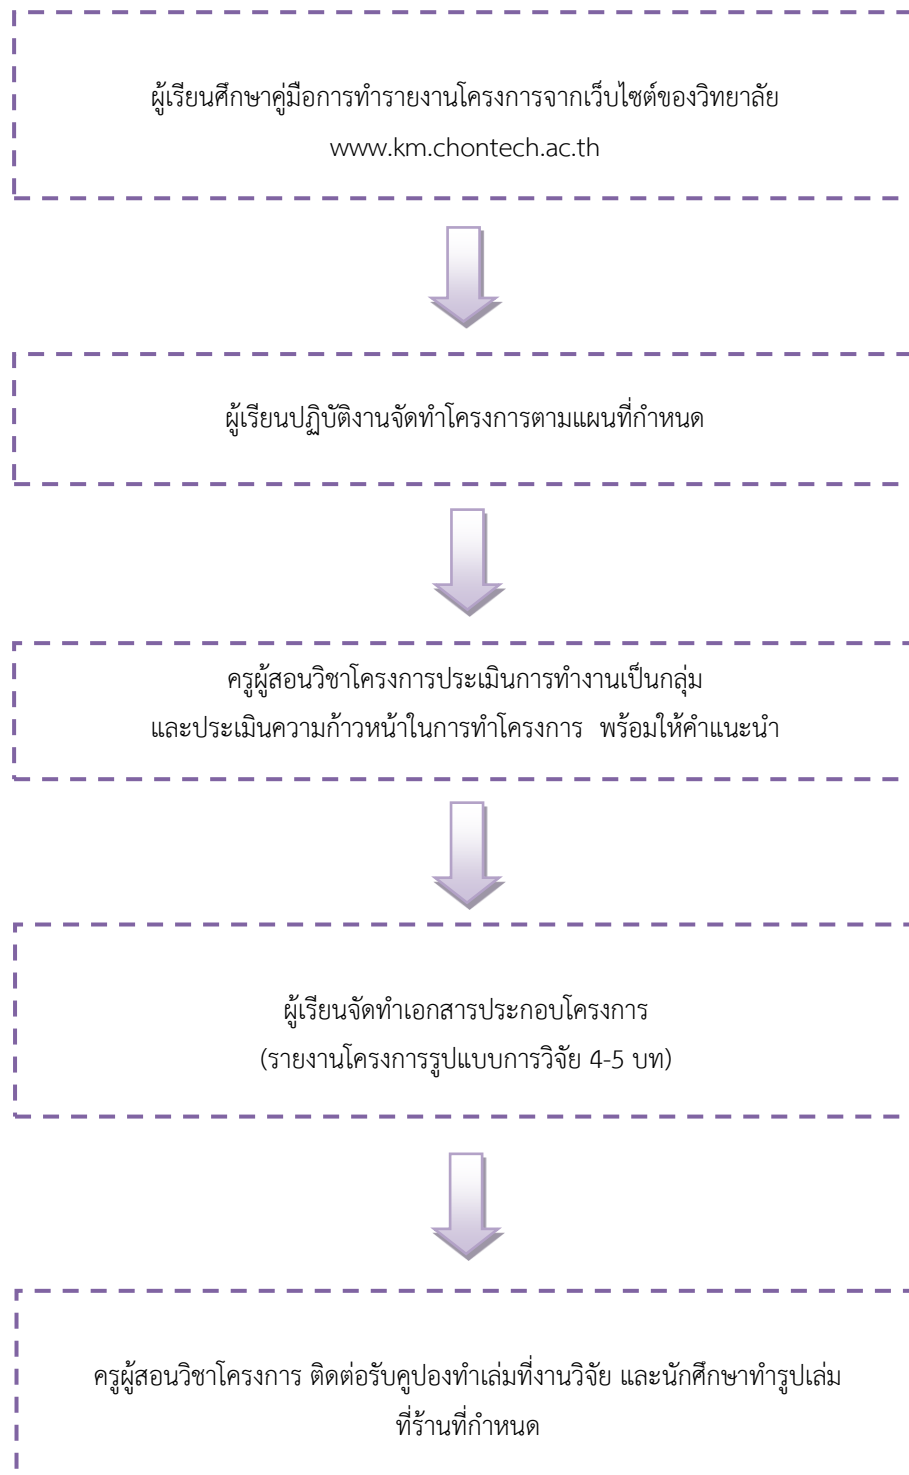 ผู้เรียนศึกษาคู่มือการทำรายงานโครงการจากเว็บไซต์ของวิทยาลัย
www.km.chontech.ac.th
ผู้เรียนปฏิบัติงานจัดทำโครงการตามแผนที่กำหนด
ครูผู้สอนวิชาโครงการประเมินการทำงานเป็นกลุ่ม
และประเมินความก้าวหน้าในการทำโครงการ พร้อมให้คำแนะนำ
ผู้เรียนจัดทำเอกสารประกอบโครงการ
(รายงานโครงการรูปแบบการวิจัย 4-5 บท)
ครูผู้สอนวิชาโครงการ ติดต่อรับคูปองทำเล่มที่งานวิจัย และนักศึกษาทำรูปเล่ม
ที่ร้านที่กำหนด